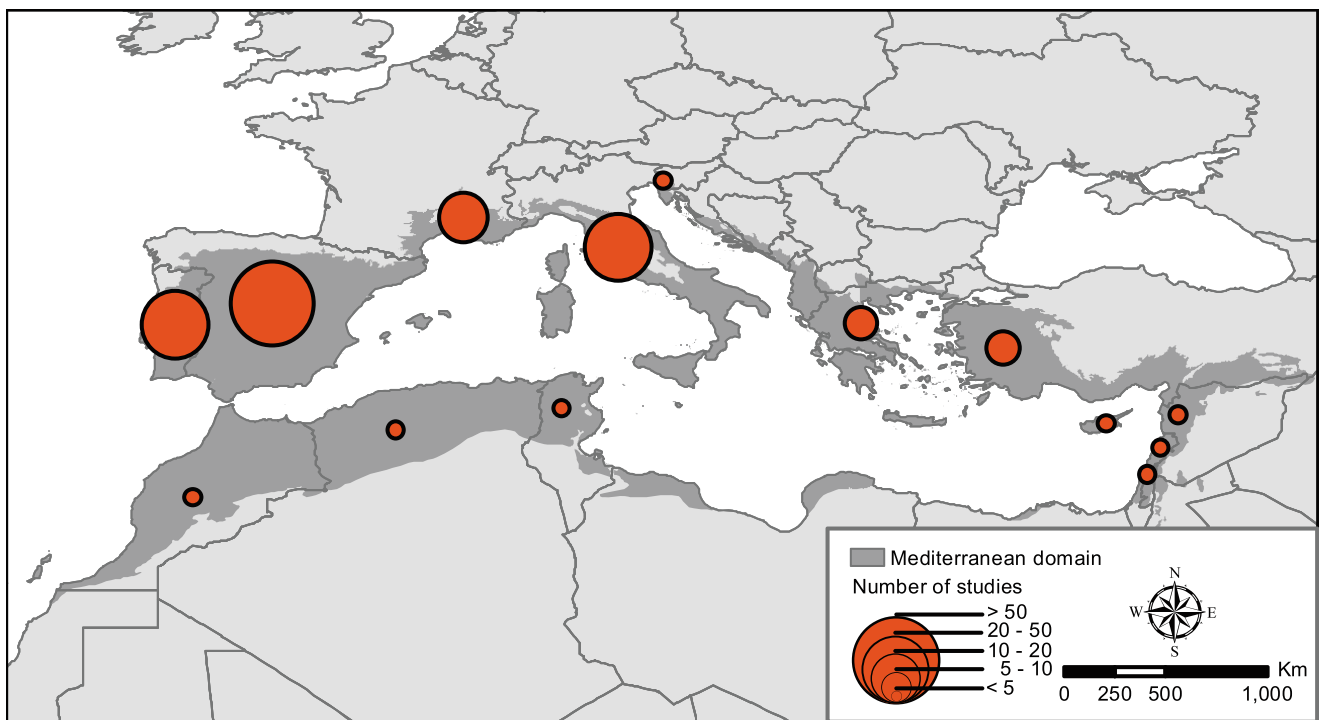 Mediterranean domain
Number of studies
> 50
20 - 50
10 - 20
5 - 10
< 5
N
W E
S
Km
0 250 500 1,000